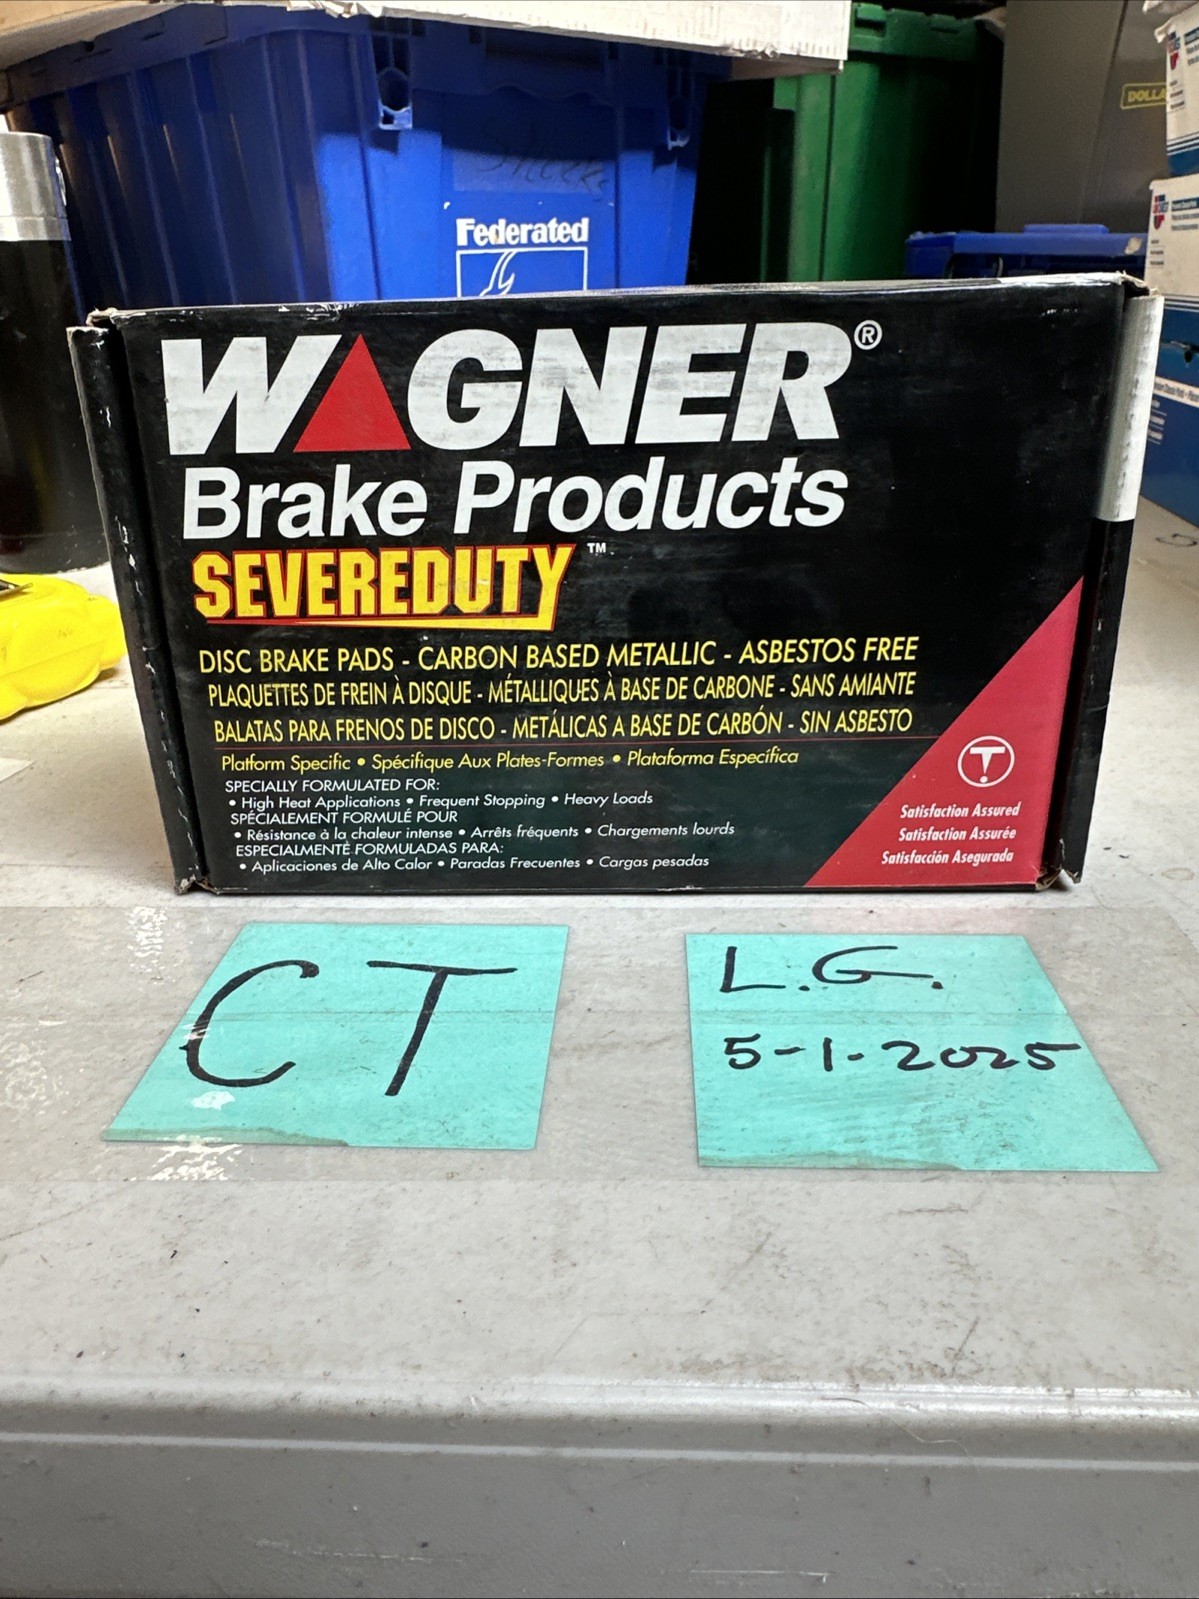 Federated
WAGNER®
Brake Products
SEVEREDUTY™
DISC BRAKE PADS - CARBON BASED METALLIC - ASBESTOS FREE
PLAQUETTES DE FREIN À DISQUE - MÉTALLIQUES À BASE DE CARBONE - SANS AMIANTE
BALATAS PARA FRENOS DE DISCO - METÁLICAS A BASE DE CARBÓN - SIN ASBESTO
Platform Specific • Spécifique Aux Plates-Formes • Plataforma Específica
SPECIALLY FORMULATED FOR:
• High Heat Applications • Frequent Stopping • Heavy Loads
SPÉCIALEMENT FORMULÉ POUR
• Résistance à la chaleur intense • Arrêts fréquents • Chargements lourds
ESPECIALMENTÉ FORMULADAS PARA:
• Aplicaciones de Alto Calor • Paradas Frecuentes • Cargas pesadas
Satisfaction Assured
Satisfaction Assurée
Satisfacción Asegurada
CT
L.G.
5-1-2025